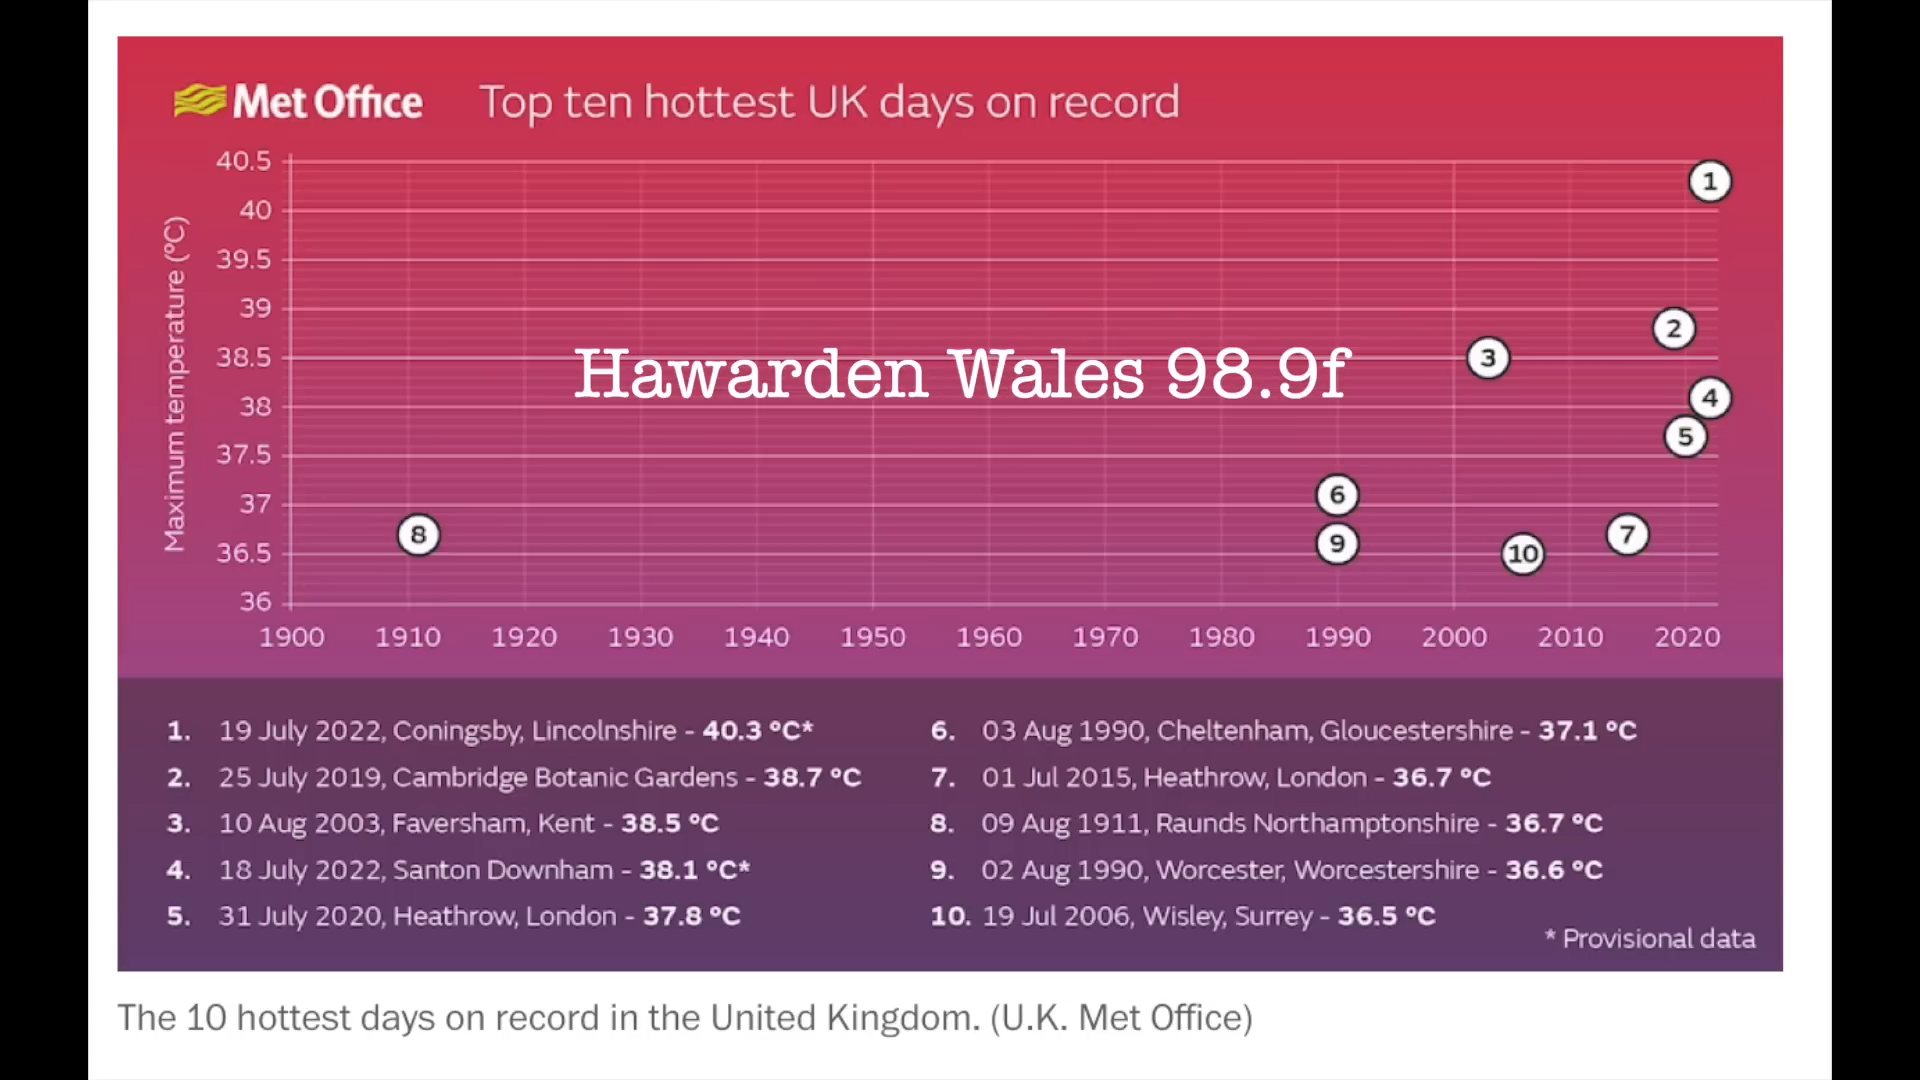 Met Office Top ten hottest UK days on record
Maximum temperature (°C)
40.5
40
39.5
39
38.5
38
37.5
37
36.5
36
1
2
3
4
5
6
7
8
9
10
Hawarden Wales 98.9f
1900 1910 1920 1930 1940 1950 1960 1970 1980 1990 2000 2010 2020
1. 19 July 2022, Coningsby, Lincolnshire - 40.3 °C*
2. 25 July 2019, Cambridge Botanic Gardens - 38.7 °C
3. 10 Aug 2003, Faversham, Kent - 38.5 °C
4. 18 July 2022, Santon Downham - 38.1 °C*
5. 31 July 2020, Heathrow, London - 37.8 °C
6. 03 Aug 1990, Cheltenham, Gloucestershire - 37.1 °C
7. 01 Jul 2015, Heathrow, London - 36.7 °C
8. 09 Aug 1911, Raunds Northamptonshire - 36.7 °C
9. 02 Aug 1990, Worcester, Worcestershire - 36.6 °C
10. 19 Jul 2006, Wisley, Surrey - 36.5 °C
* Provisional data
The 10 hottest days on record in the United Kingdom. (U.K. Met Office)